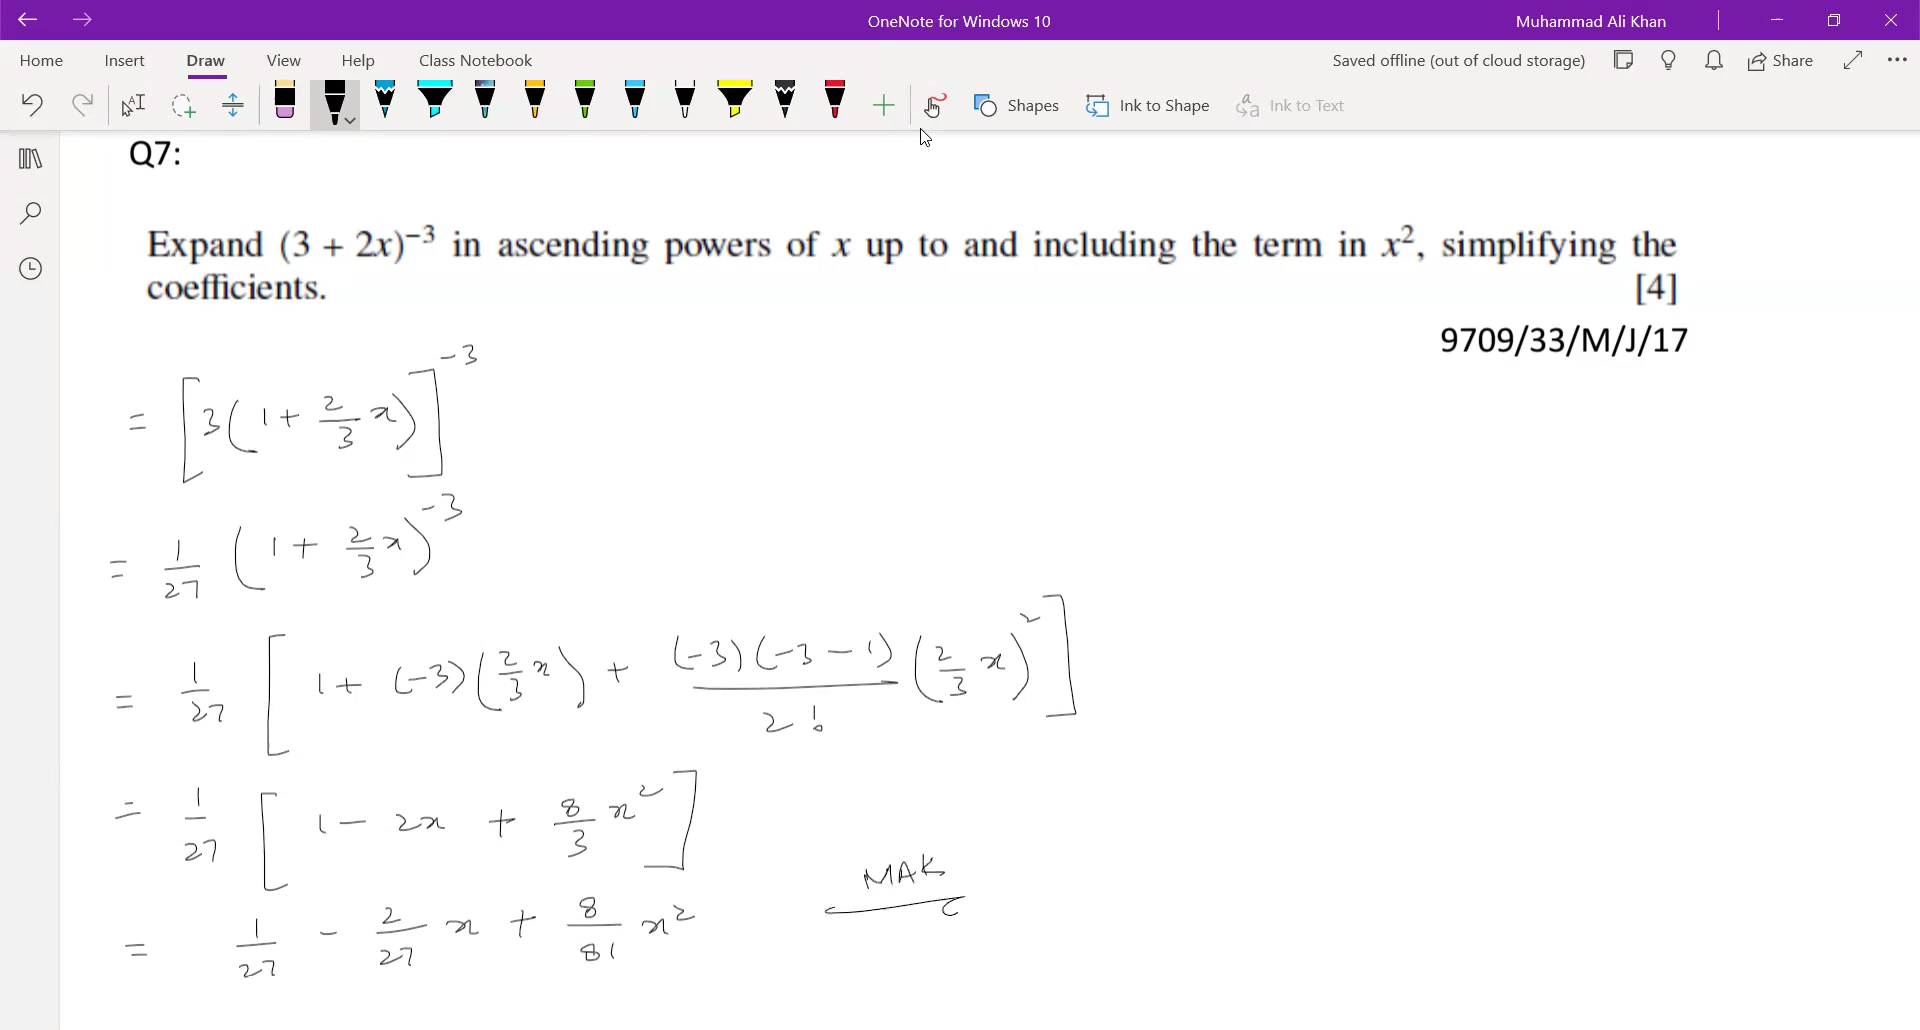 OneNote for Windows 10
Muhammad Ali Khan
Home Insert Draw View Help Class Notebook
Saved offline (out of cloud storage) Share
Shapes Ink to Shape Ink to Text
Q7:
Expand (3 + 2x)⁻³ in ascending powers of x up to and including the term in x², simplifying the
coefficients. [4]
9709/33/M/J/17
= [3(1 + 2/3 x)]⁻³
= 1/27 (1 + 2/3 x)⁻³
= 1/27 [1 + (-3)(2/3 x) + (-3)(-3-1)/2! (2/3 x)²]
= 1/27 [1 - 2x + 8/3 x²]
MAK
= 1/27 - 2/27 x + 8/81 x²